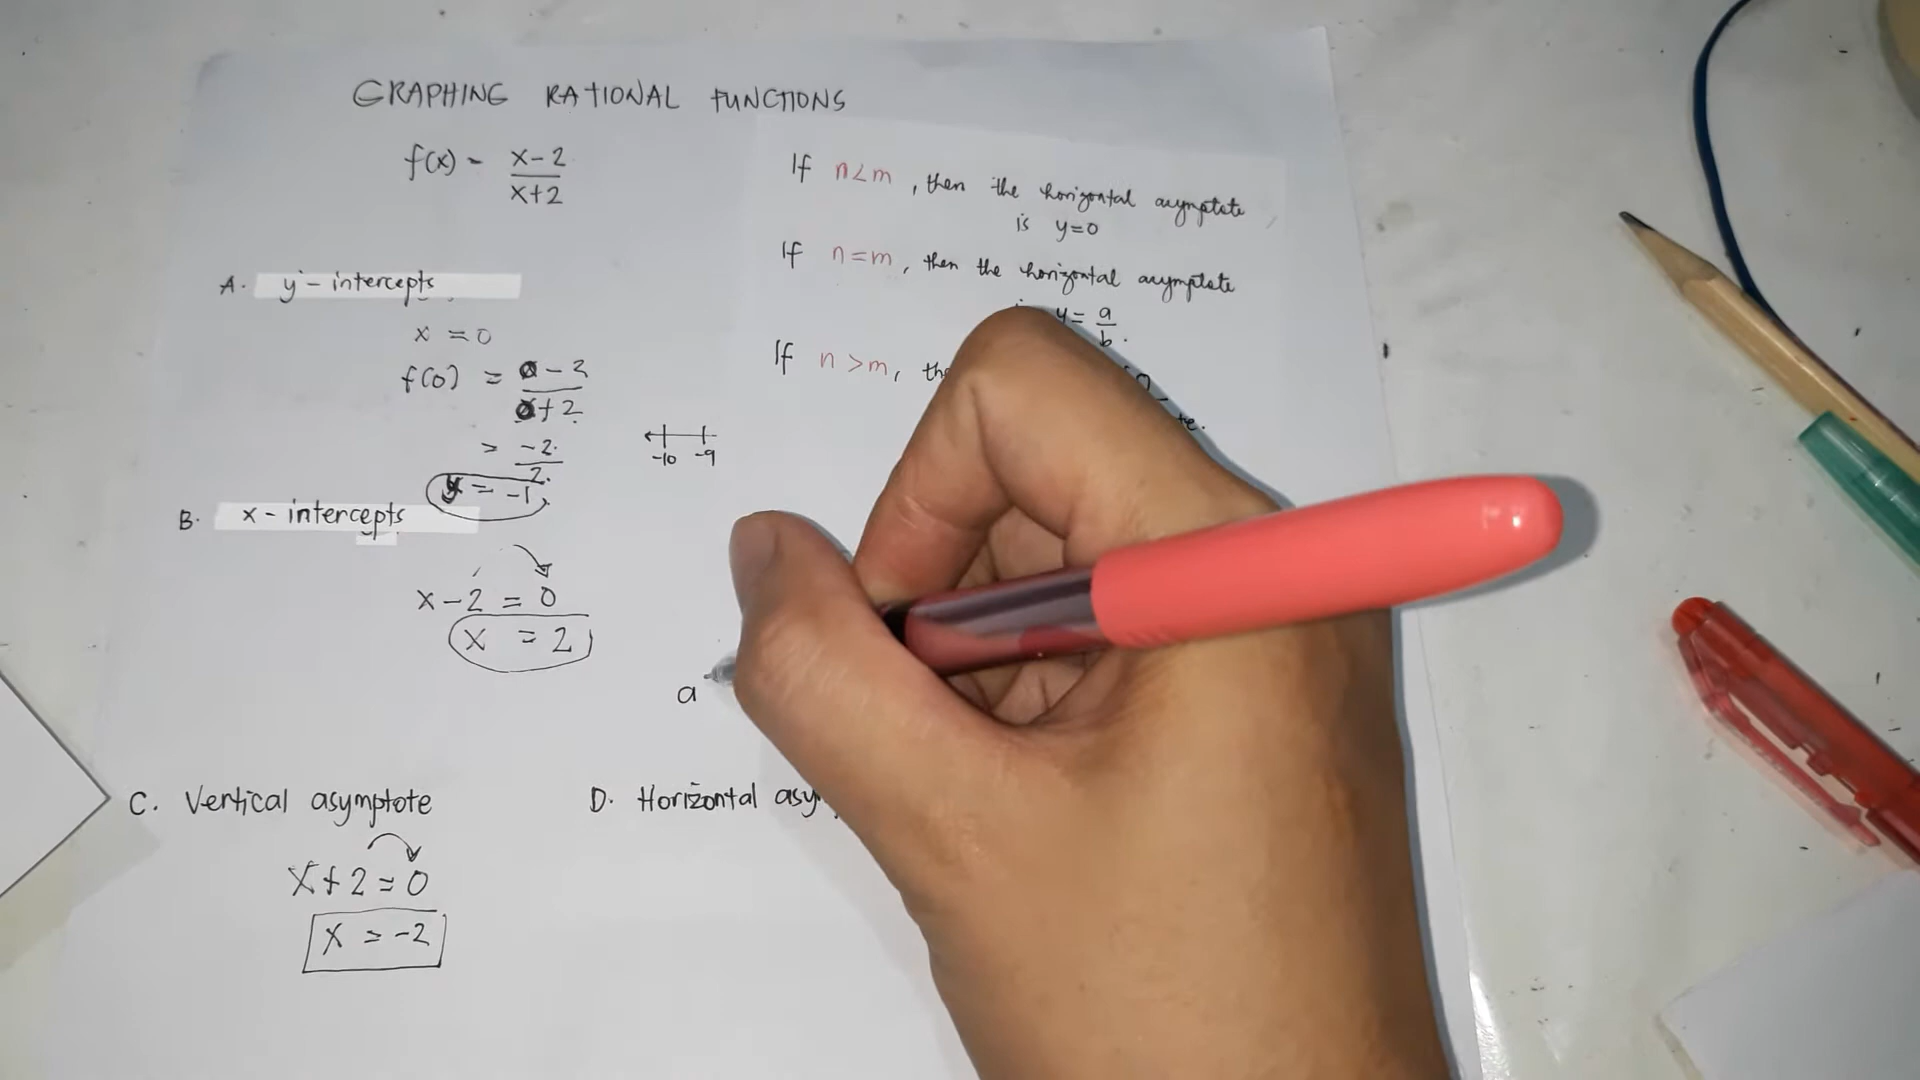 GRAPHING RATIONAL FUNCTIONS
f(x) - x-2
x+2
A. y-intercepts
x = 0
f(0) = 0-2
0+2
= -2
2
y = -1
B. x-intercepts
x-2 = 0
x = 2
-10 -9
If n<m, then the horizontal asymptote
is y=0
If n=m, then the horizontal asymptote
y= a
b.
If n>m,
a
C. Vertical asymptote
x+2=0
x = -2
D. Horizontal